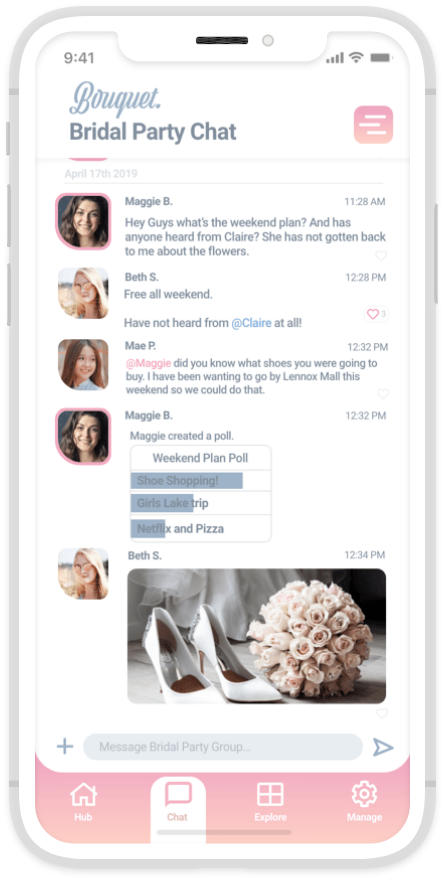 9:41
Bouquet.
Bridal Party Chat
April 17th 2019
Maggie B. 11:28 AM
Hey Guys what's the weekend plan? And has
anyone heard from Claire? She has not gotten back
to me about the flowers.
Beth S. 12:28 PM
Free all weekend.
3
Have not heard from @Claire at all!
Mae P. 12:32 PM
@Maggie did you know what shoes you were going to
buy. I have been wanting to go by Lennox Mall this
weekend so we could do that.
Maggie B. 12:32 PM
Maggie created a poll.
Weekend Plan Poll
Shoe Shopping!
Girls Lake trip
Netflix and Pizza
Beth S. 12:34 PM
Message Bridal Party Group...
Hub Chat Explore Manage